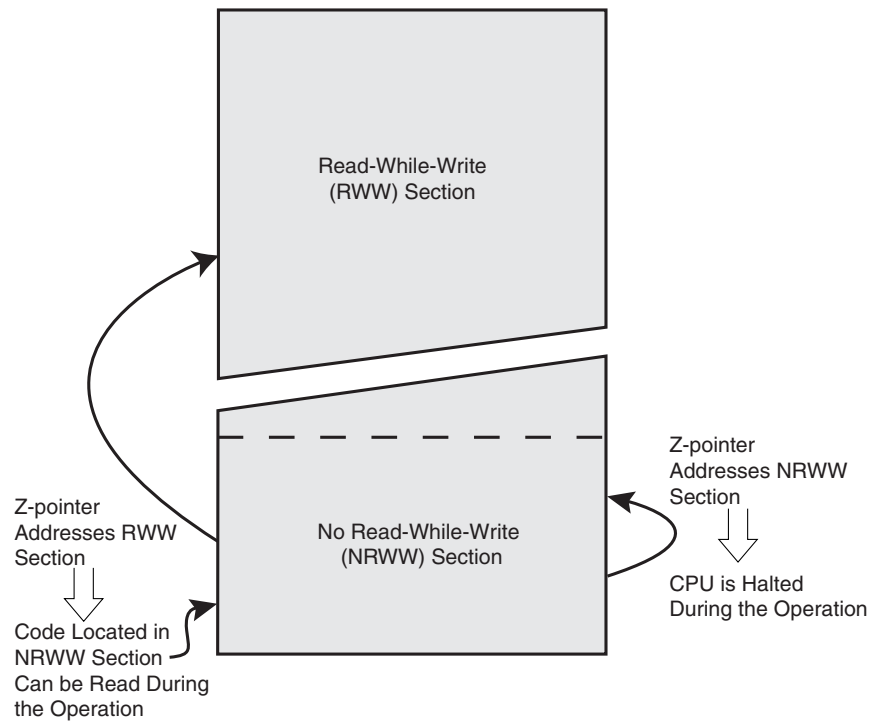 Read-While-Write
(RWW) Section
Z-pointer
Addresses NRWW
Section
Z-pointer
Addresses RWW
Section
No Read-While-Write
(NRWW) Section
CPU is Halted
During the Operation
Code Located in
NRWW Section
Can be Read During
the Operation